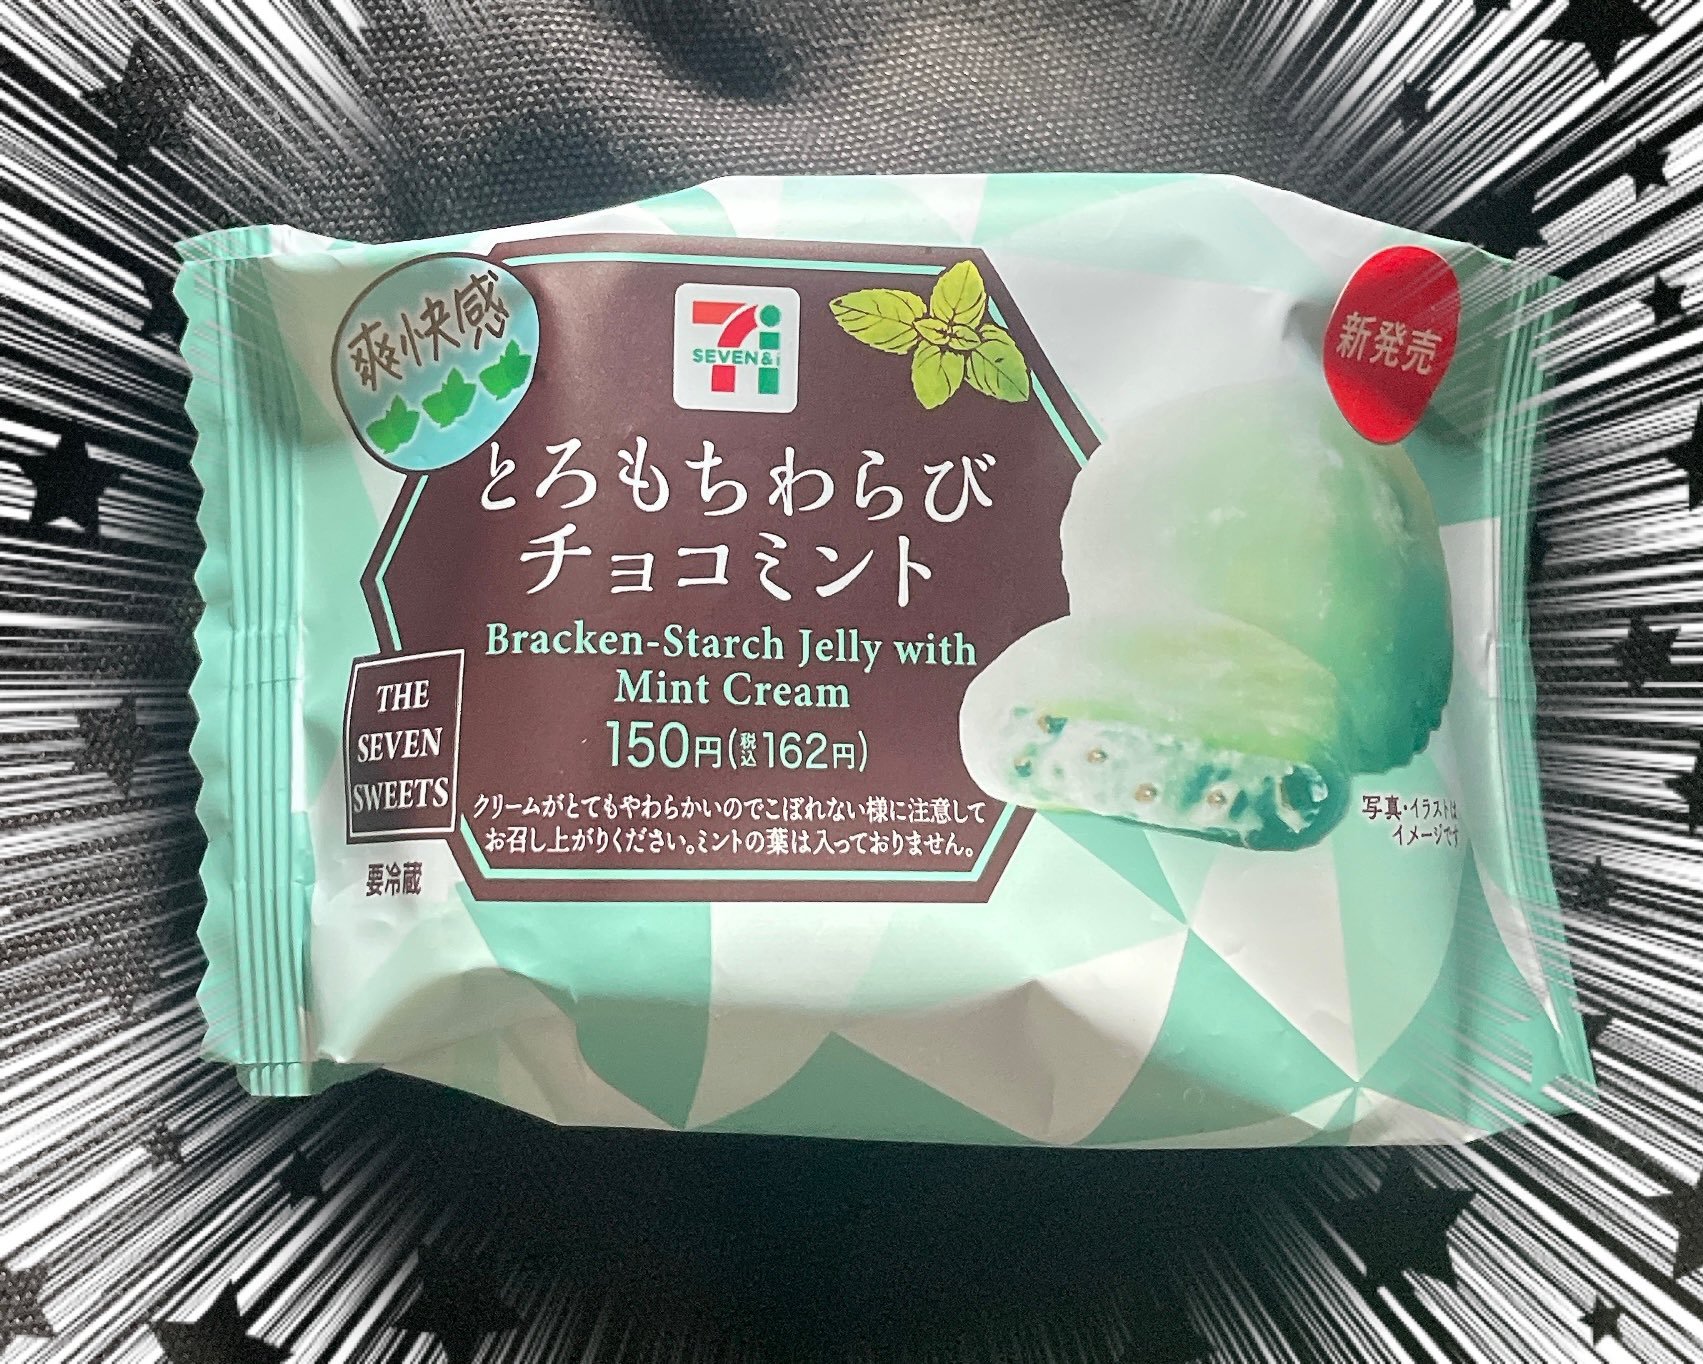 爽快感
SEVEN&i
新発売
とろもちわらび
チョコミント
Bracken-Starch Jelly with
Mint Cream
150円(税込162円)
クリームがとてもやわらかいのでこぼれない様に注意して
お召し上がりください。ミントの葉は入っておりません。
THE
SEVEN
SWEETS
要冷蔵
写真・イラストは
イメージです